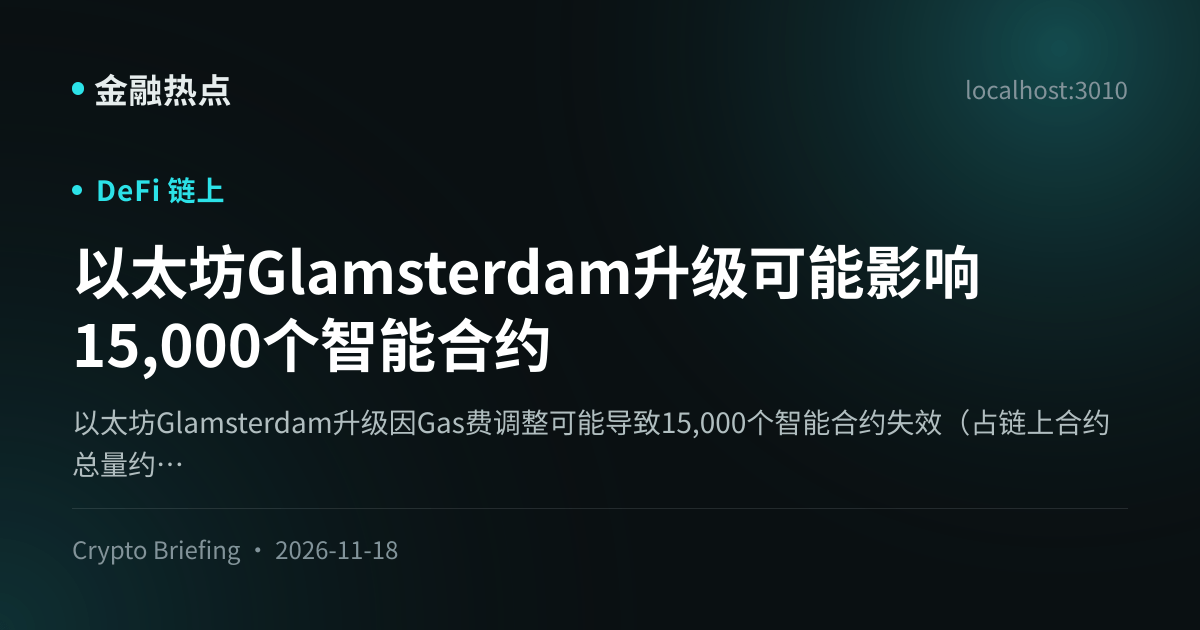 金融热点
localhost:3010
DeFi 链上
以太坊Glamsterdam升级可能影响
15,000个智能合约
以太坊Glamsterdam升级因Gas费调整可能导致15,000个智能合约失效（占链上合约
总量约…
Crypto Briefing · 2026-11-18